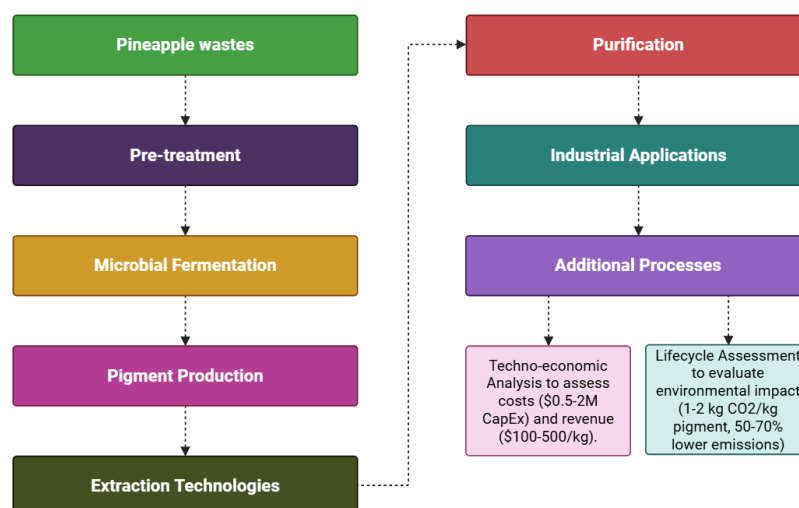 Pineapple wastes
Pre-treatment
Microbial Fermentation
Pigment Production
Extraction Technologies
Purification
Industrial Applications
Additional Processes
Techno-economic
Analysis to assess
costs ($0.5-2M
CapEx) and revenue
($100-500/kg).
Lifecycle Assessment
to evaluate
environmental impact
(1-2 kg CO2/kg
pigment, 50-70%
lower emissions)